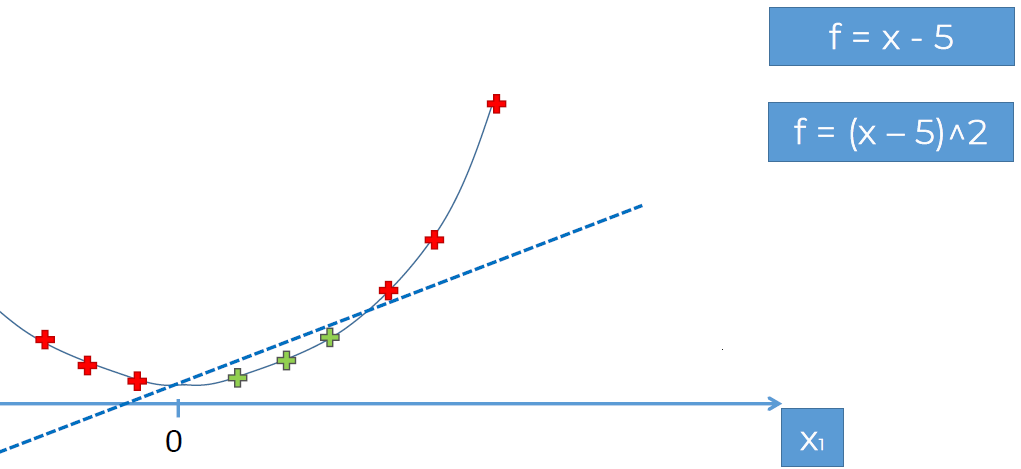 f = x - 5
f = (x – 5)^2
0
x₁